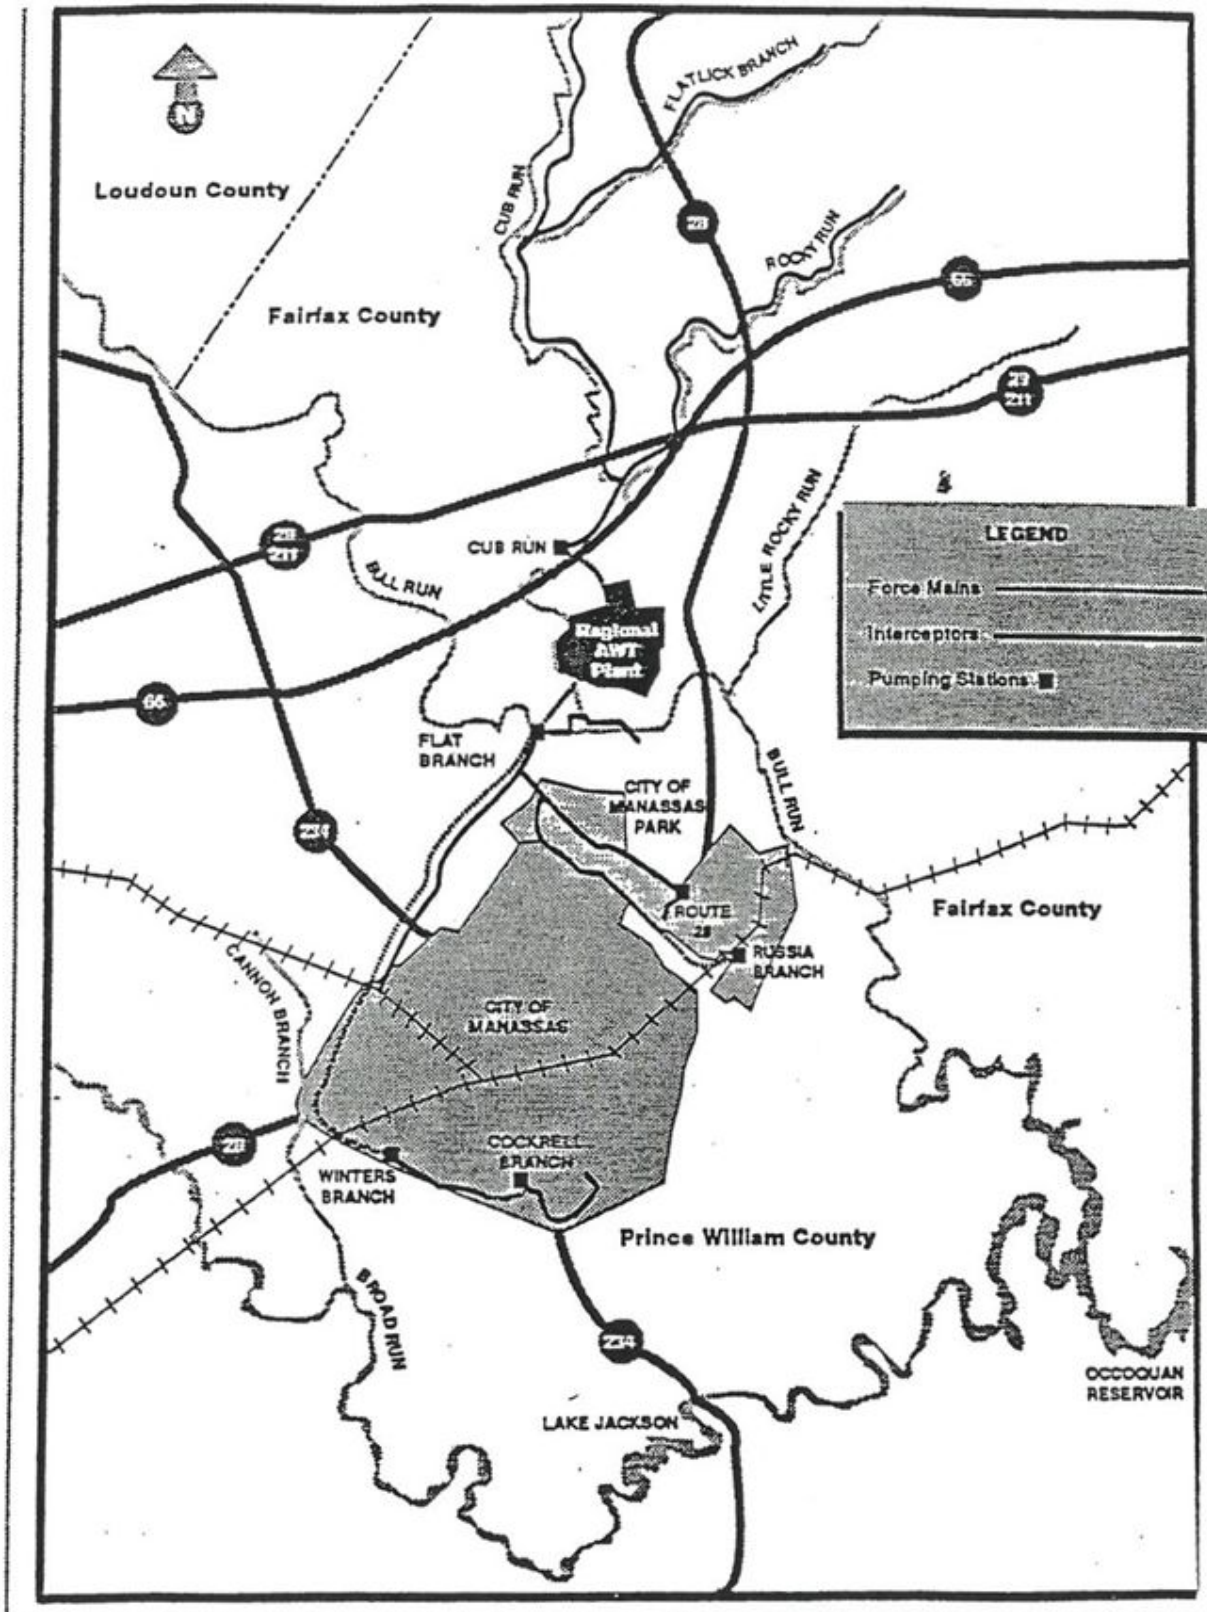 N
Loudoun County
Fairfax County
CUB RUN
FLATLICK BRANCH
28
ROCKY RUN
66
29
211
LITTLE ROCKY RUN
LEGEND
Force Mains
Interceptors
Pumping Stations
29
211
CUB RUN
BULL RUN
Regional
AWT
Plant
66
FLAT
BRANCH
BULL RUN
CITY OF
MANASSAS
PARK
234
ROUTE
28
RUSSIA
BRANCH
Fairfax County
CANNON BRANCH
CITY OF
MANASSAS
28
COCKRELL
BRANCH
WINTERS
BRANCH
Prince William County
BROAD RUN
234
OCCOQUAN
RESERVOIR
LAKE JACKSON